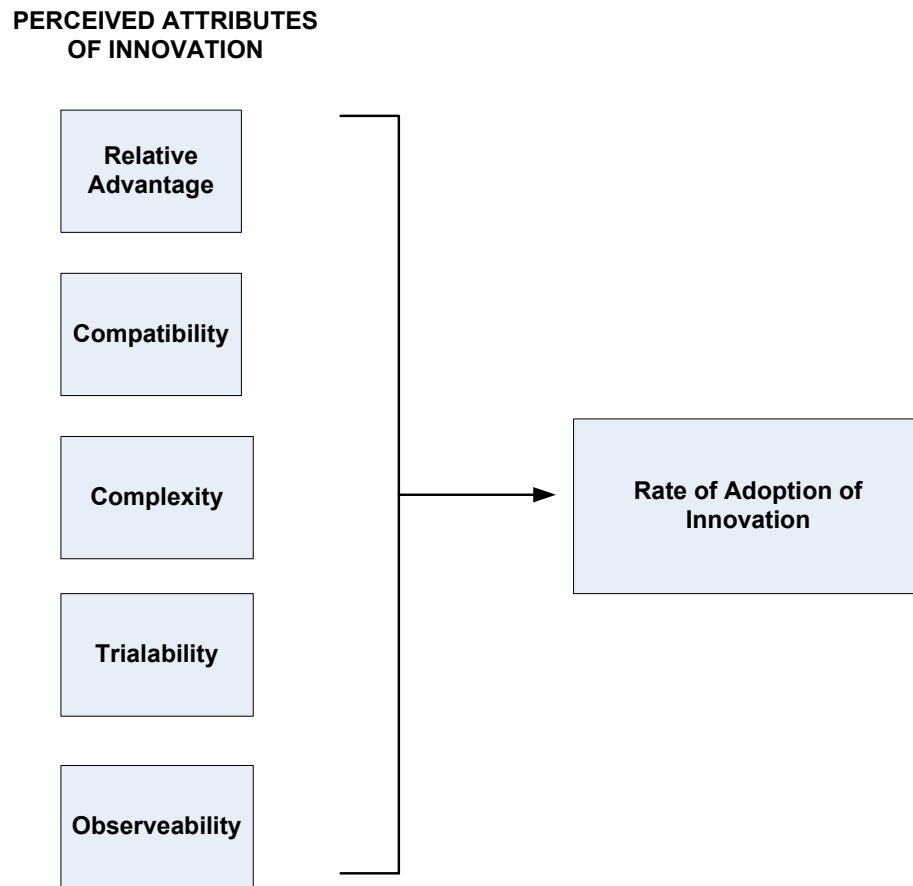 PERCEIVED ATTRIBUTES
OF INNOVATION
Relative
Advantage
Compatibility
Complexity
Trialability
Observeability
Rate of Adoption of
Innovation